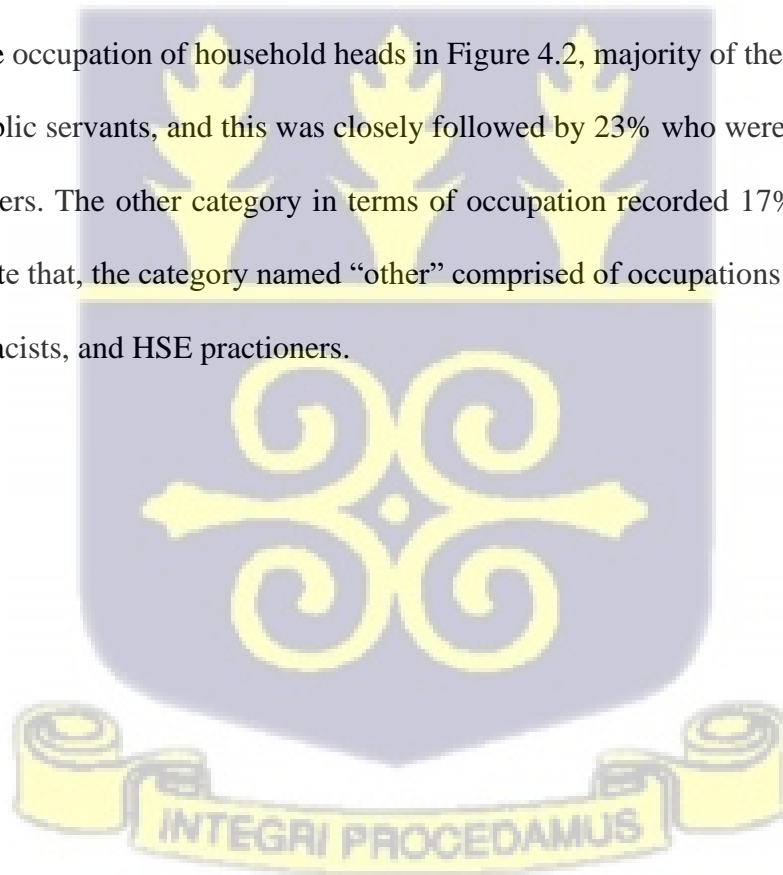 e occupation of household heads in Figure 4.2, majority of the
blic servants, and this was closely followed by 23% who were
ers. The other category in terms of occupation recorded 17%
te that, the category named “other” comprised of occupations
acists, and HSE practioners.
INTEGRI PROCEDAMUS